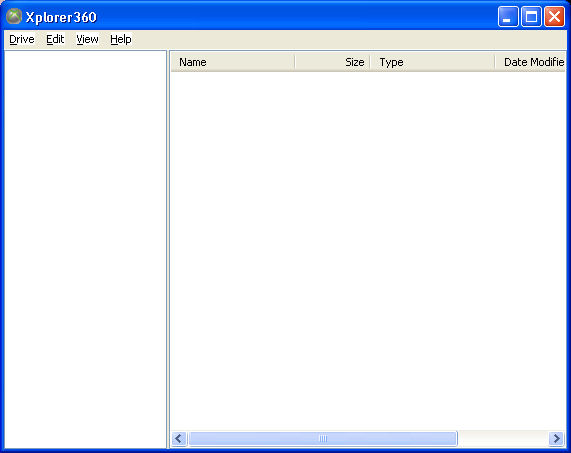 Xplorer360
Drive Edit View Help
Name Size Type Date Modifie